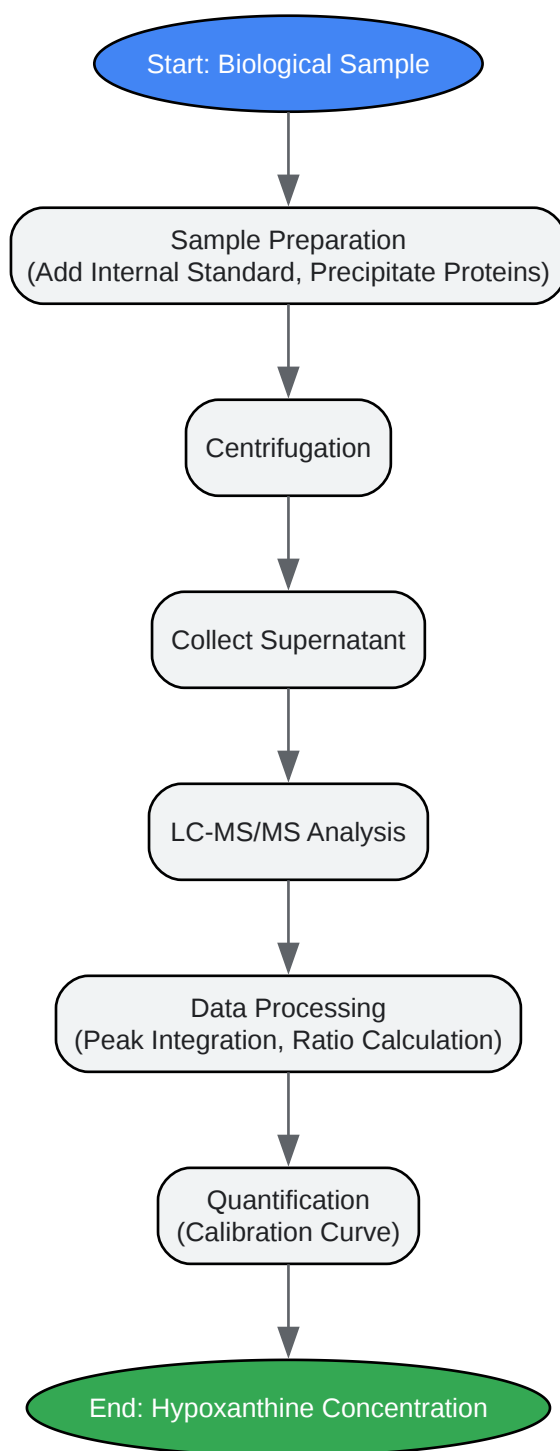 Start: Biological Sample
Sample Preparation
(Add Internal Standard, Precipitate Proteins)
Centrifugation
Collect Supernatant
LC-MS/MS Analysis
Data Processing
(Peak Integration, Ratio Calculation)
Quantification
(Calibration Curve)
End: Hypoxanthine Concentration